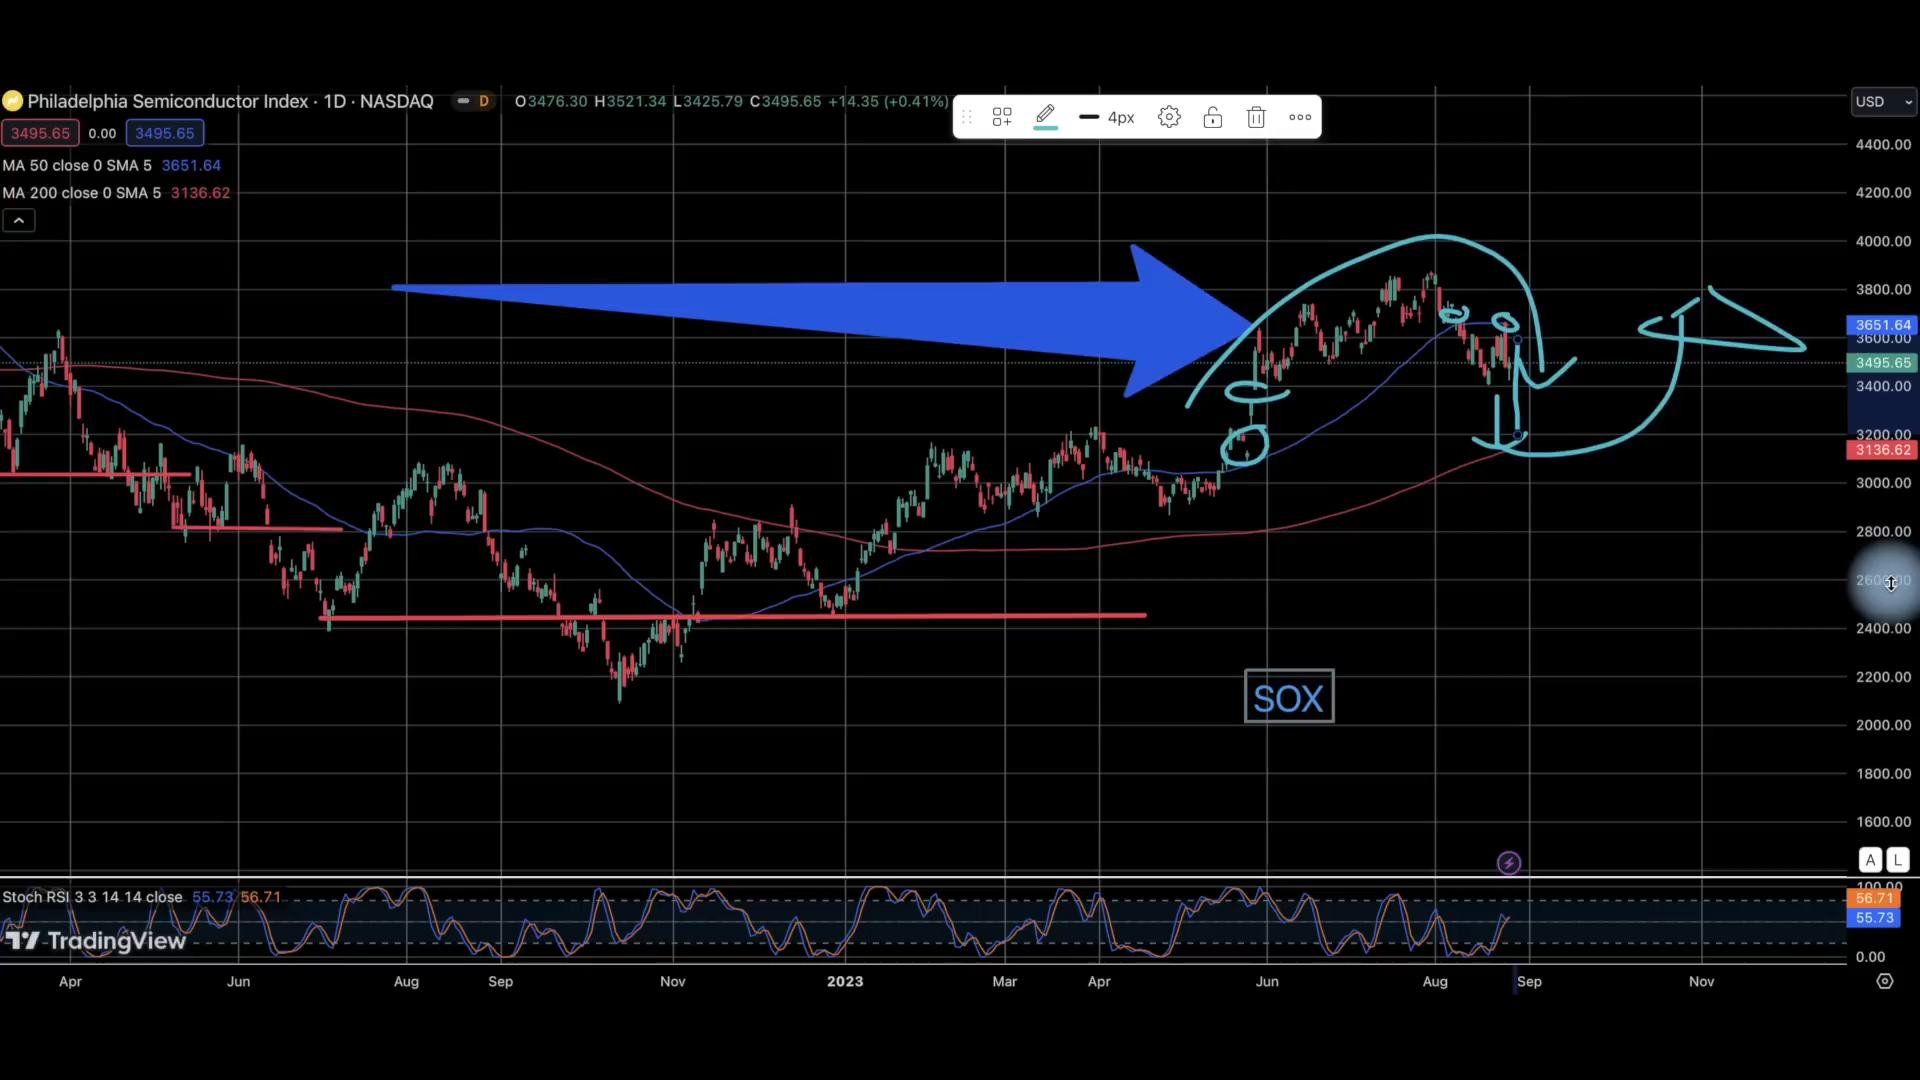 Philadelphia Semiconductor Index · 1D · NASDAQ D O3476.30 H3521.34 L3425.79 C3495.65 +14.35 (+0.41%)
4px
USD
3495.65 0.00 3495.65
MA 50 close 0 SMA 5 3651.64
MA 200 close 0 SMA 5 3136.62
4400.00
4200.00
4000.00
3800.00
3651.64
3600.00
3495.65
3400.00
3200.00
3136.62
3000.00
2800.00
2600.00
2400.00
2200.00
SOX
2000.00
1800.00
1600.00
A L
Stoch RSI 3 3 14 14 close 55.73 56.71
100.00
56.71
55.73
0.00
TradingView
Apr Jun Aug Sep Nov 2023 Mar Apr Jun Aug Sep Nov